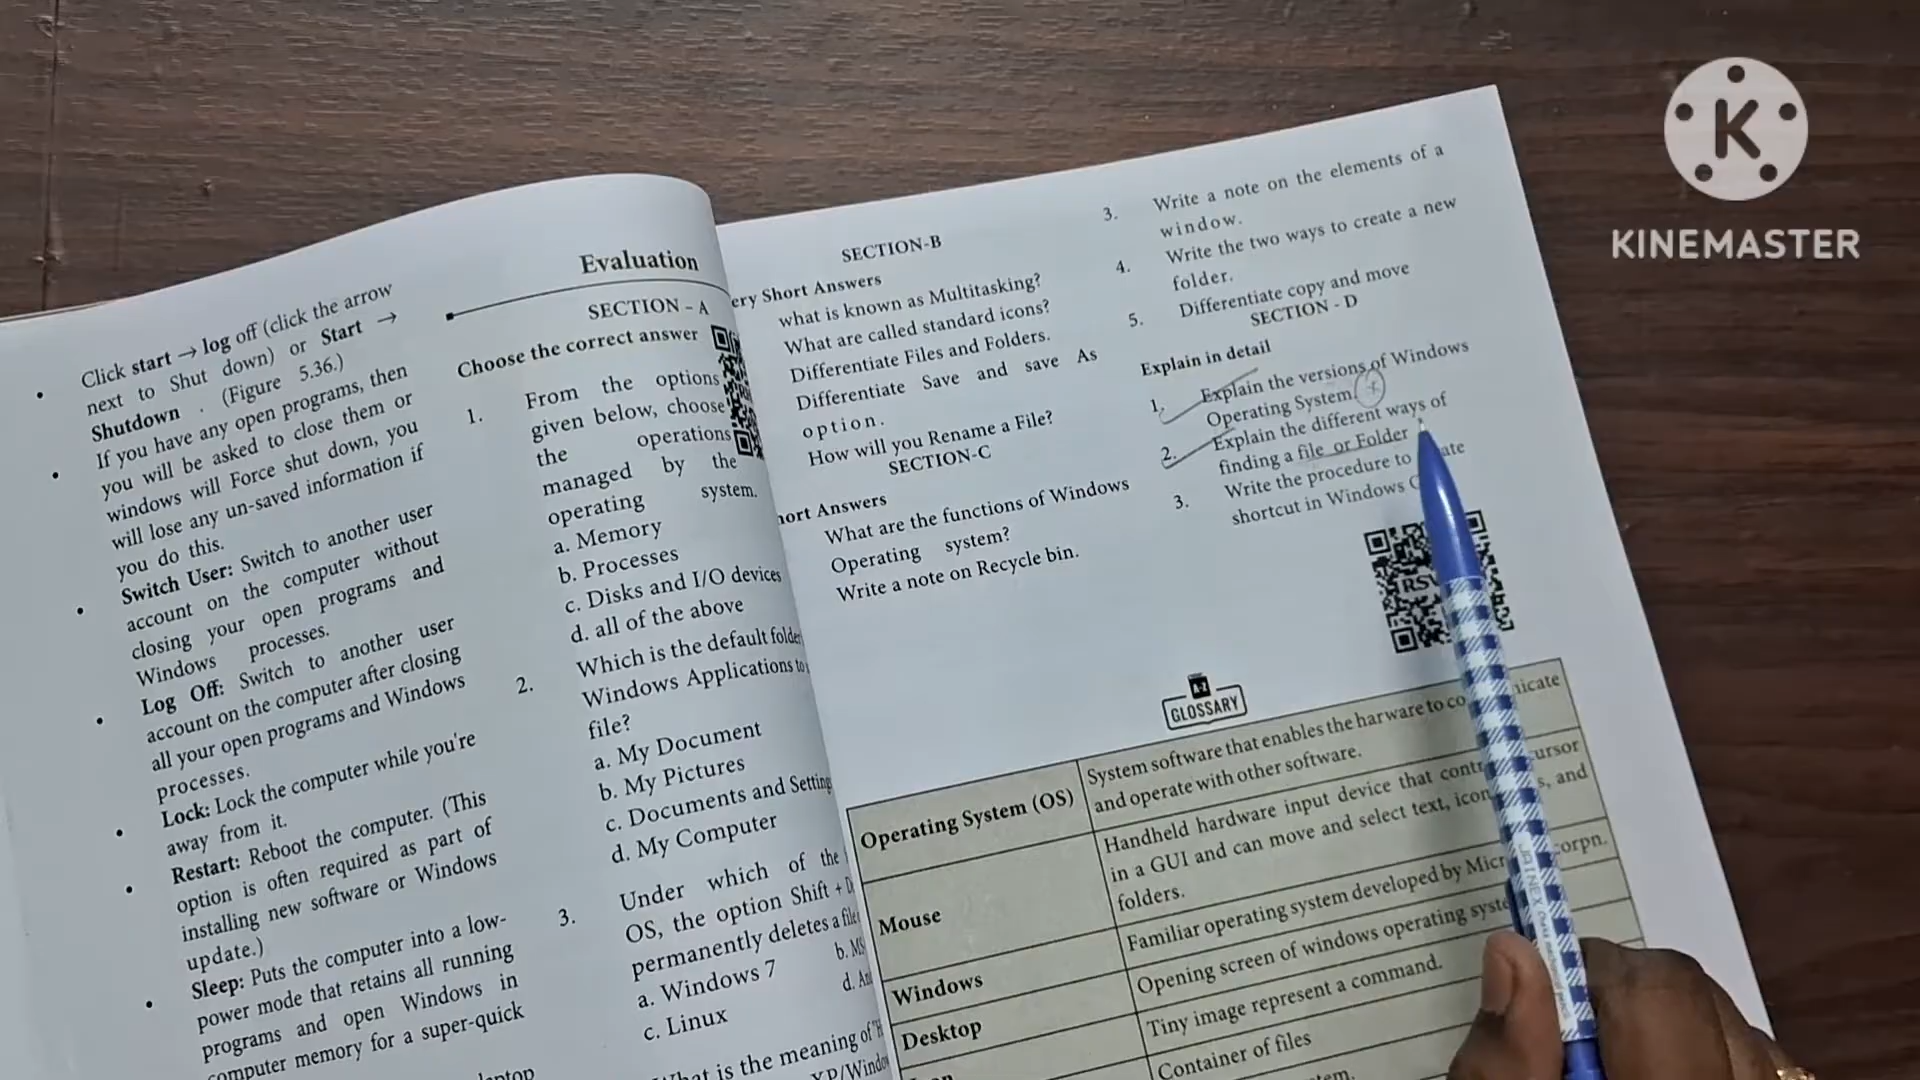 Click start → log off (click the arrow
next to Shut down) or Start →
Shutdown . (Figure 5.36.)
If you have any open programs, then
you will be asked to close them or
windows will Force shut down, you
will lose any un-saved information if
you do this.
Switch User: Switch to another user
account on the computer without
closing your open programs and
Windows processes.
Log Off: Switch to another user
account on the computer after closing
all your open programs and Windows
processes.
Lock: Lock the computer while you're
away from it.
Restart: Reboot the computer. (This
option is often required as part of
installing new software or Windows
update.)
Sleep: Puts the computer into a low-
power mode that retains all running
programs and open Windows in
computer memory for a super-quick
Evaluation
SECTION – A
Choose the correct answer
1. From the options
given below, choose
the operations
managed by the
operating system.
a. Memory
b. Processes
c. Disks and I/O devices
d. all of the above
2. Which is the default folder
Windows Applications to
file?
a. My Document
b. My Pictures
c. Documents and Settings
d. My Computer
3. Under which of the
OS, the option Shift +
permanently deletes a file
a. Windows 7
c. Linux
is the meaning of
SECTION-B
ery Short Answers
what is known as Multitasking?
What are called standard icons?
Differentiate Files and Folders.
Differentiate Save and save As
option.
How will you Rename a File?
SECTION-C
hort Answers
What are the functions of Windows
Operating system?
Write a note on Recycle bin.
3. Write a note on the elements of a
window.
4. Write the two ways to create a new
folder.
5. Differentiate copy and move
SECTION - D
Explain in detail
1. Explain the versions of Windows
Operating System.
2. Explain the different ways of
finding a file or Folder
3. Write the procedure to
shortcut in Windows
GLOSSARY
Operating System (OS) System software that enables the harware to
and operate with other software.
Mouse Handheld hardware input device that
in a GUI and can move and select text, and
folders.
Windows Familiar operating system developed by
Desktop Opening screen of windows operating
Tiny image represent a command.
Container of files
K
KINEMASTER